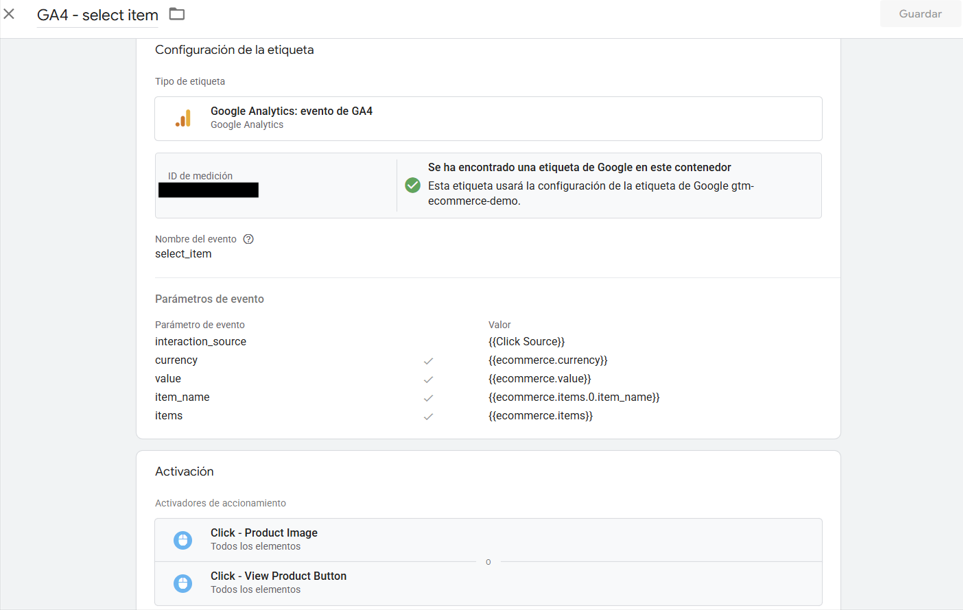 GA4 - select item
Guardar
Configuración de la etiqueta
Tipo de etiqueta
Google Analytics: evento de GA4
Google Analytics
ID de medición
Se ha encontrado una etiqueta de Google en este contenedor
Esta etiqueta usará la configuración de la etiqueta de Google gtm-
ecommerce-demo.
Nombre del evento
select_item
Parámetros de evento
Parámetro de evento Valor
interaction_source {{Click Source}}
currency {{ecommerce.currency}}
value {{ecommerce.value}}
item_name {{ecommerce.items.0.item_name}}
items {{ecommerce.items}}
Activación
Activadores de accionamiento
Click - Product Image
Todos los elementos
o
Click - View Product Button
Todos los elementos